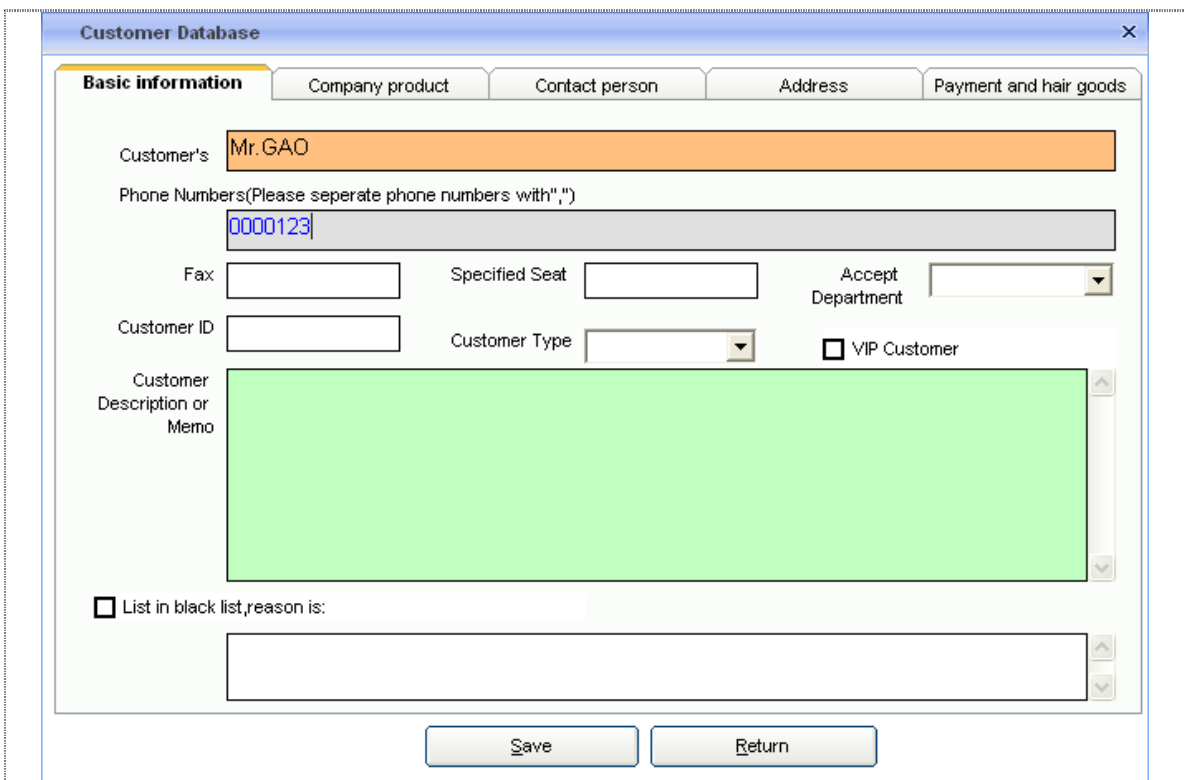 Customer Database
Basic information Company product Contact person Address Payment and hair goods
Customer's Mr.GAO
Phone Numbers(Please seperate phone numbers with",")
0000123
Fax Specified Seat Accept Department
Customer ID Customer Type VIP Customer
Customer
Description or
Memo
List in black list,reason is:
Save Return